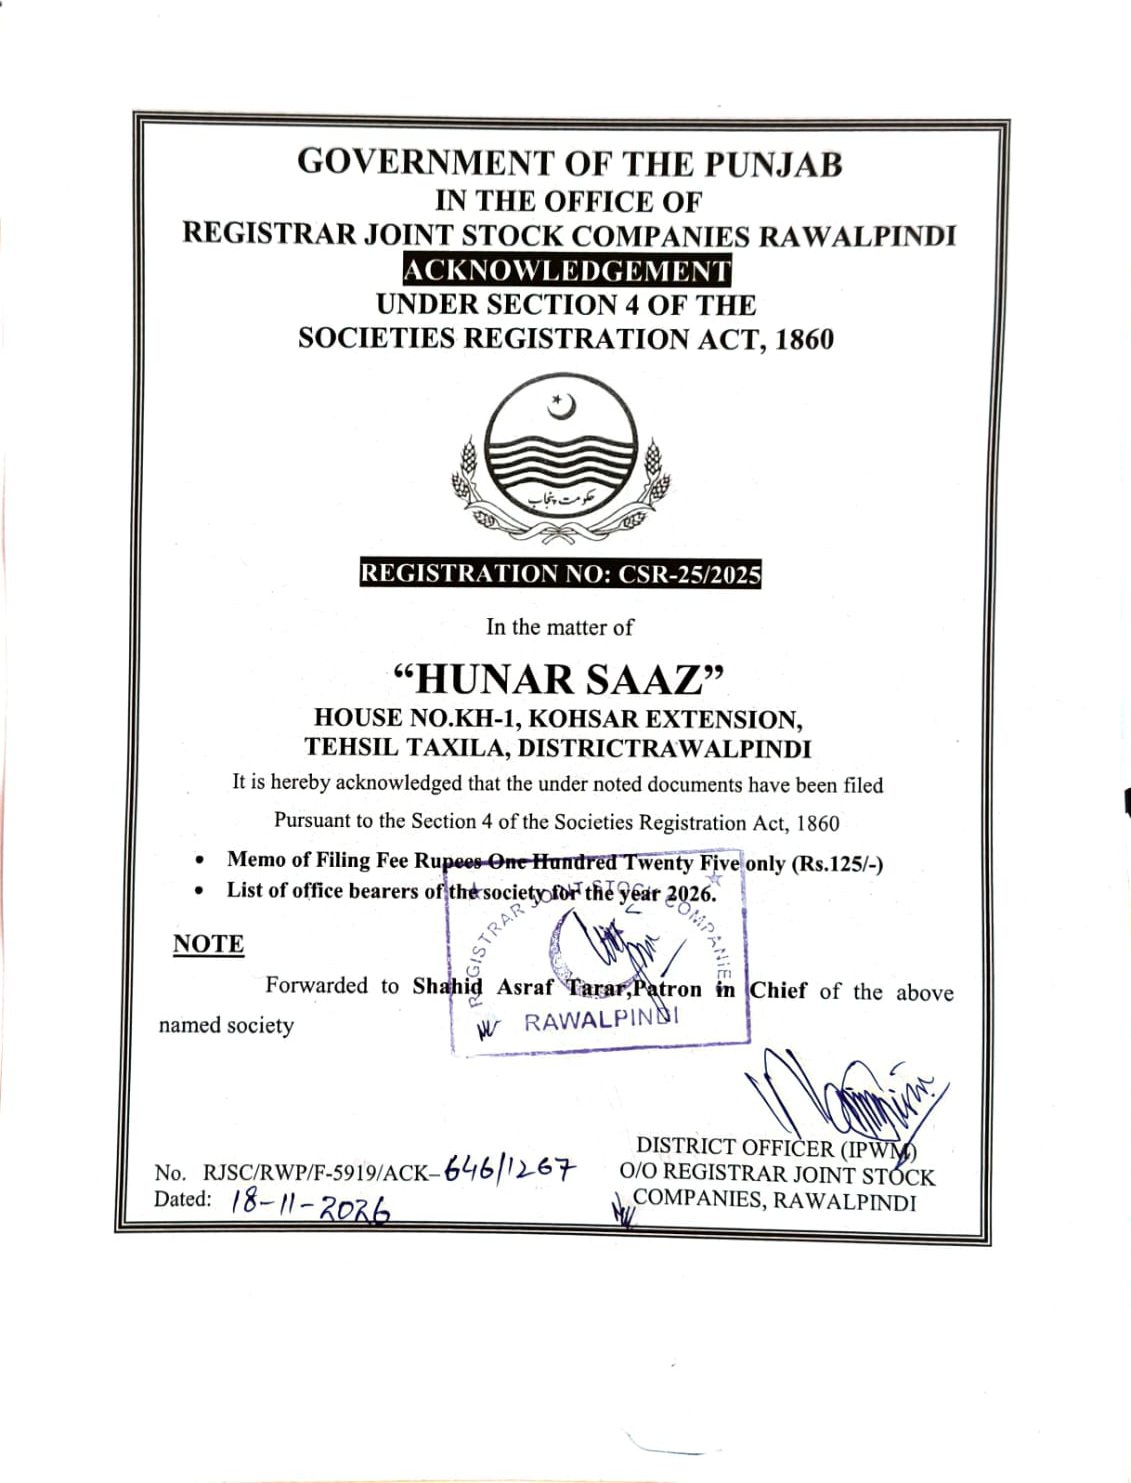 GOVERNMENT OF THE PUNJAB
IN THE OFFICE OF
REGISTRAR JOINT STOCK COMPANIES RAWALPINDI
ACKNOWLEDGEMENT
UNDER SECTION 4 OF THE
SOCIETIES REGISTRATION ACT, 1860
حکومت پنجاب
REGISTRATION NO: CSR-25/2025
In the matter of
“HUNAR SAAZ”
HOUSE NO.KH-1, KOHSAR EXTENSION,
TEHSIL TAXILA, DISTRICTRAWALPINDI
It is hereby acknowledged that the under noted documents have been filed
Pursuant to the Section 4 of the Societies Registration Act, 1860
• Memo of Filing Fee Rupees One Hundred Twenty Five only (Rs.125/-)
• List of office bearers of the society for the year 2026.
REGISTRAR JOINT STOCK COMPANIES
NOTE
Forwarded to Shahid Asraf Tarar,Patron in Chief of the above
named society
RAWALPINDI
DISTRICT OFFICER (IPWM)
No. RJSC/RWP/F-5919/ACK-646/1267
O/O REGISTRAR JOINT STOCK
Dated: 18-11-2026
COMPANIES, RAWALPINDI